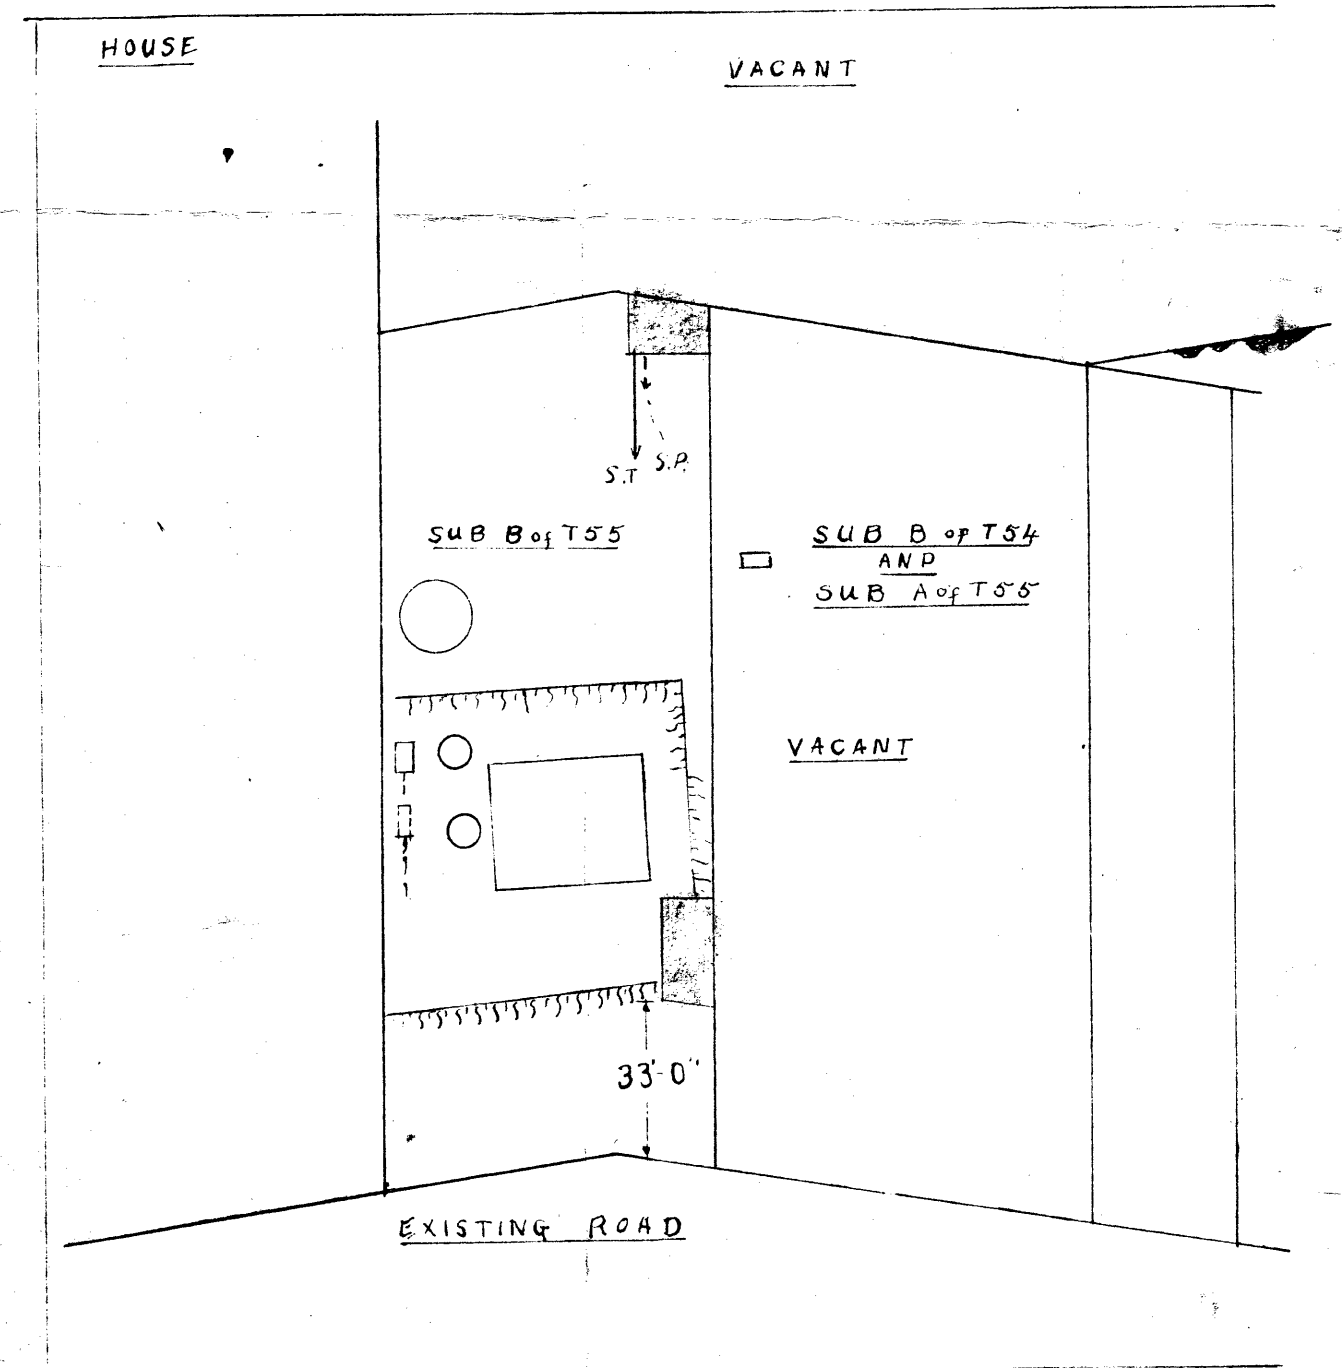 HOUSE
VACANT
S.T
S.P.
SUB B of T55
SUB B of T54
AND
SUB A of T55
VACANT
33'-0"
EXISTING ROAD